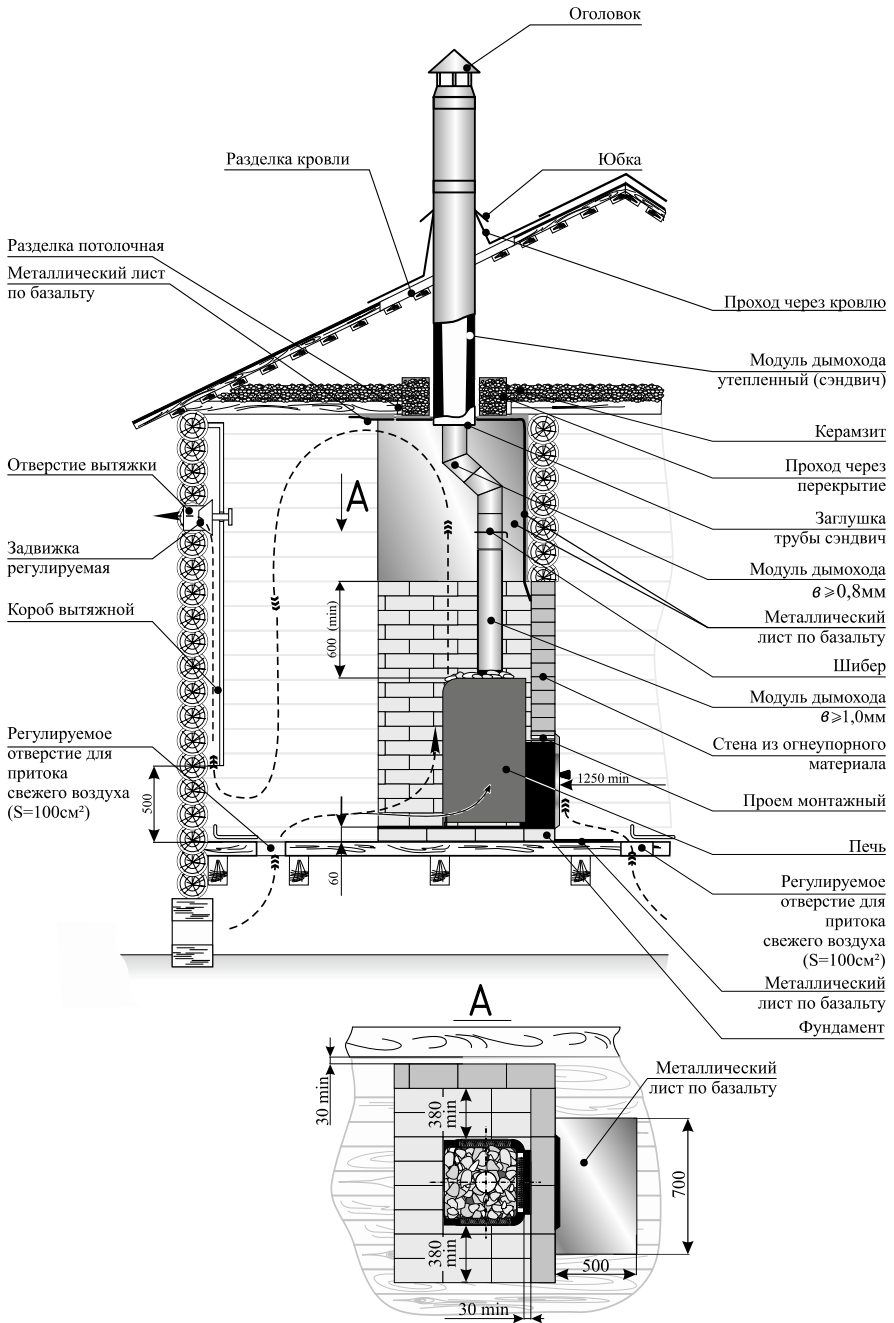 Оголовок
Разделка кровли
Юбка
Разделка потолочная
Металлический лист
по базальту
Проход через кровлю
Модуль дымохода
утепленный (сэндвич)
Керамзит
Отверстие вытяжки
А
Проход через
перекрытие
Заглушка
трубы сэндвич
Задвижка
регулируемая
Модуль дымохода
в⩾0,8мм
Короб вытяжной
600 (min)
Металлический
лист по базальту
Шибер
Модуль дымохода
в⩾1,0мм
Регулируемое
отверстие для
притока
свежего воздуха
(S=100см²)
Стена из огнеупорного
материала
500
1250 min
Проем монтажный
Печь
60
Регулируемое
отверстие для
притока
свежего воздуха
(S=100см²)
Металлический
лист по базальту
Фундамент
А
30 min
380
min
Металлический
лист по базальту
700
380
min
500
30 min